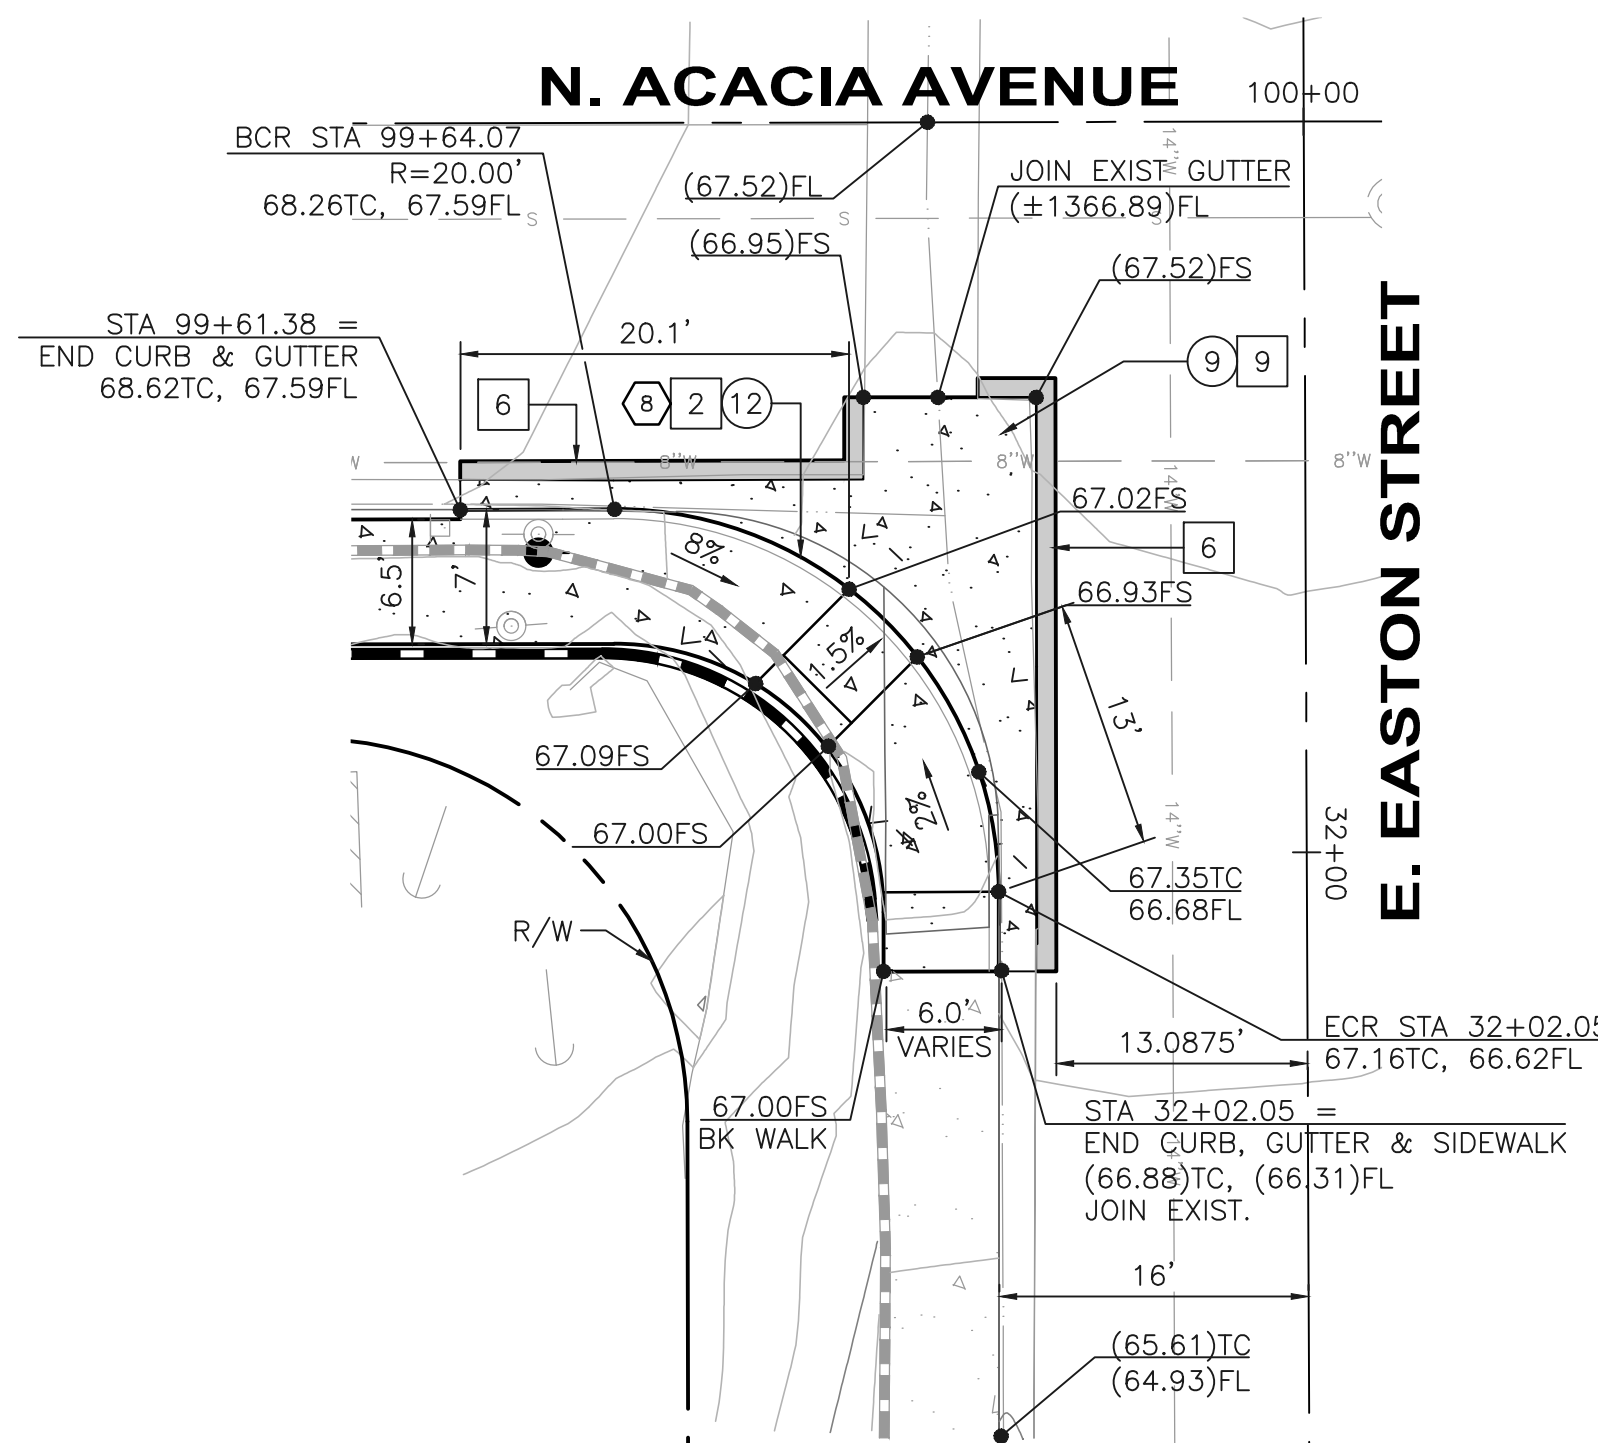 N. ACACIA AVENUE
100+00
BCR STA 99+64.07
R=20.00'
68.26TC, 67.59FL
(67.52)FL
JOIN EXIST GUTTER
(±1366.89)FL
14"W
S
S
S
(66.95)FS
(67.52)FS
STA 99+61.38 =
END CURB & GUTTER
68.62TC, 67.59FL
20.1'
6
8
2
12
9
9
W
8"W
8"W
8"W
14"W
67.02FS
6
6.5'
7'
8%
66.93FS
1.5%
13'
E. EASTON STREET
67.09FS
67.00FS
2%
14"W
32+00
67.35TC
66.68FL
R/W
6.0'
VARIES
13.0875'
ECR STA 32+02.05
67.16TC, 66.62FL
67.00FS
BK WALK
STA 32+02.05 =
END CURB, GUTTER & SIDEWALK
(66.88)TC, (66.31)FL
JOIN EXIST.
14"W
16'
(65.61)TC
(64.93)FL